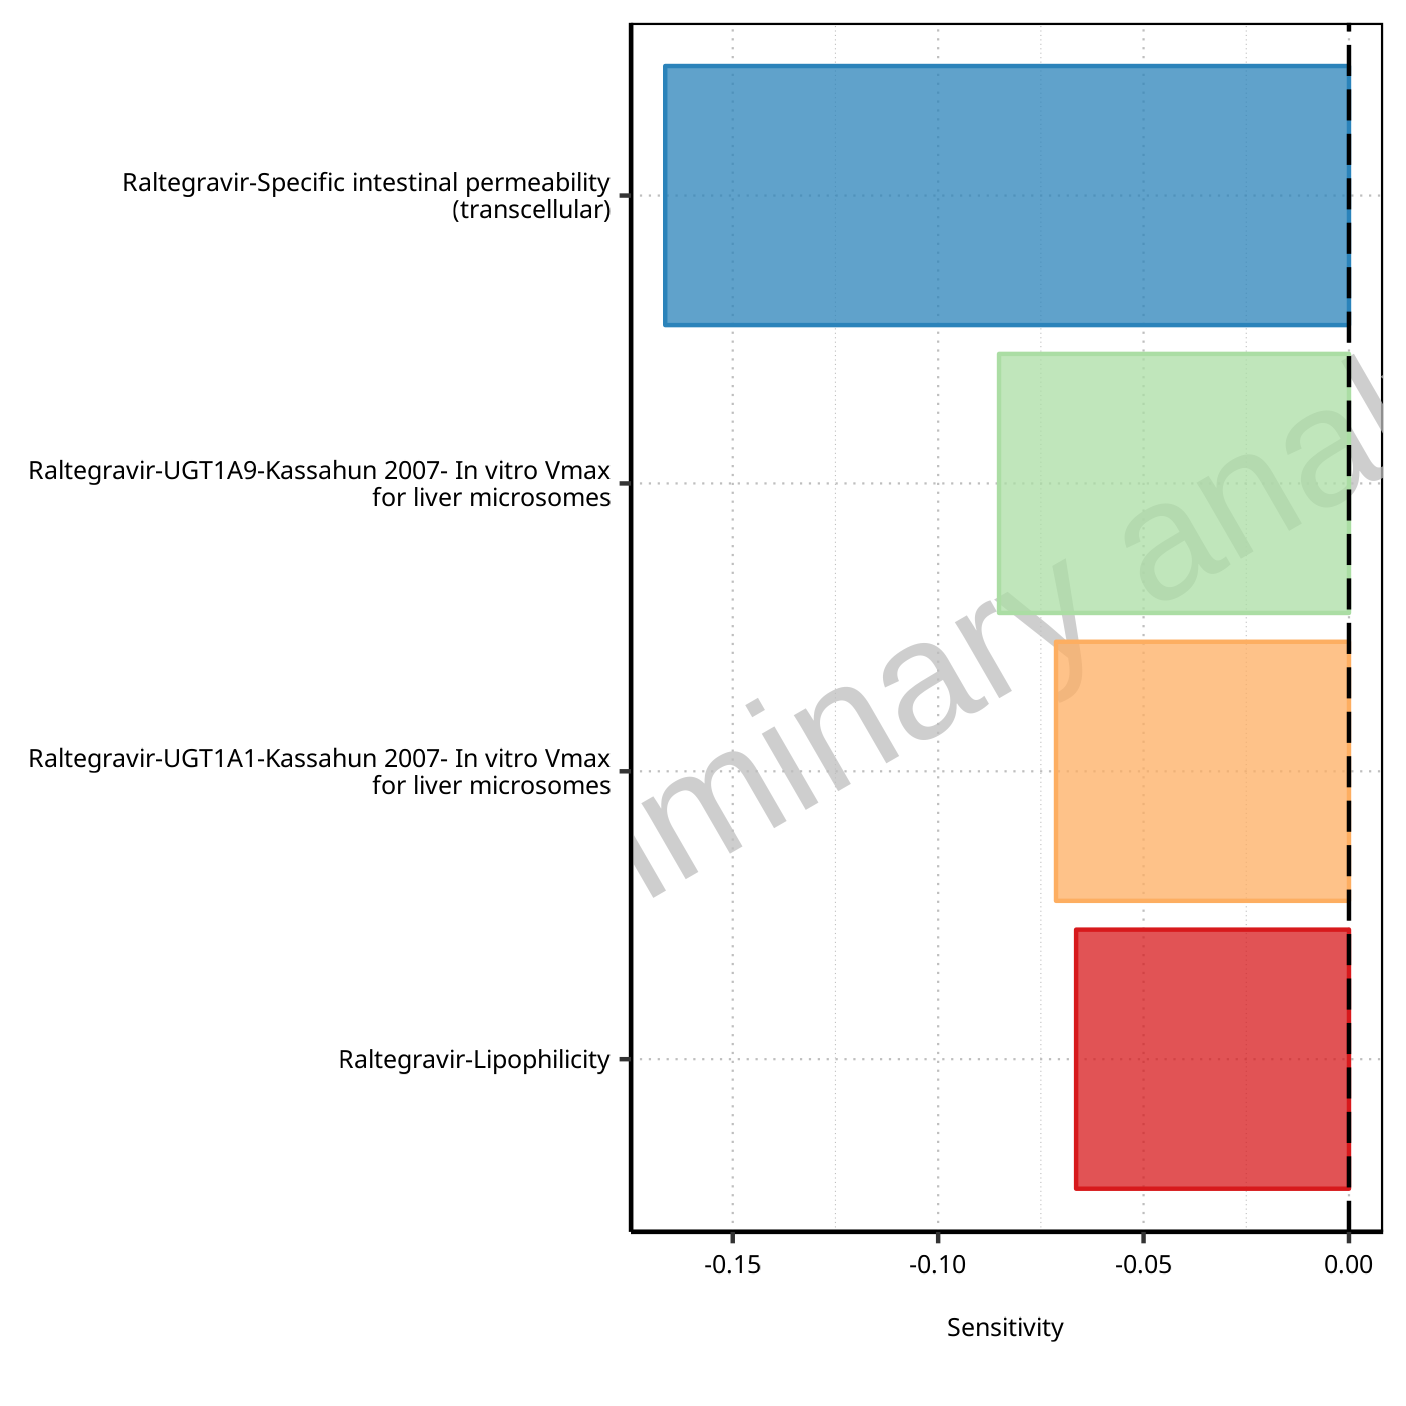 Raltegravir-Specific intestinal permeability
(transcellular)
Raltegravir-UGT1A9-Kassahun 2007- In vitro Vmax
for liver microsomes
Raltegravir-UGT1A1-Kassahun 2007- In vitro Vmax
for liver microsomes
Raltegravir-Lipophilicity
-0.15 -0.10 -0.05 0.00
Sensitivity